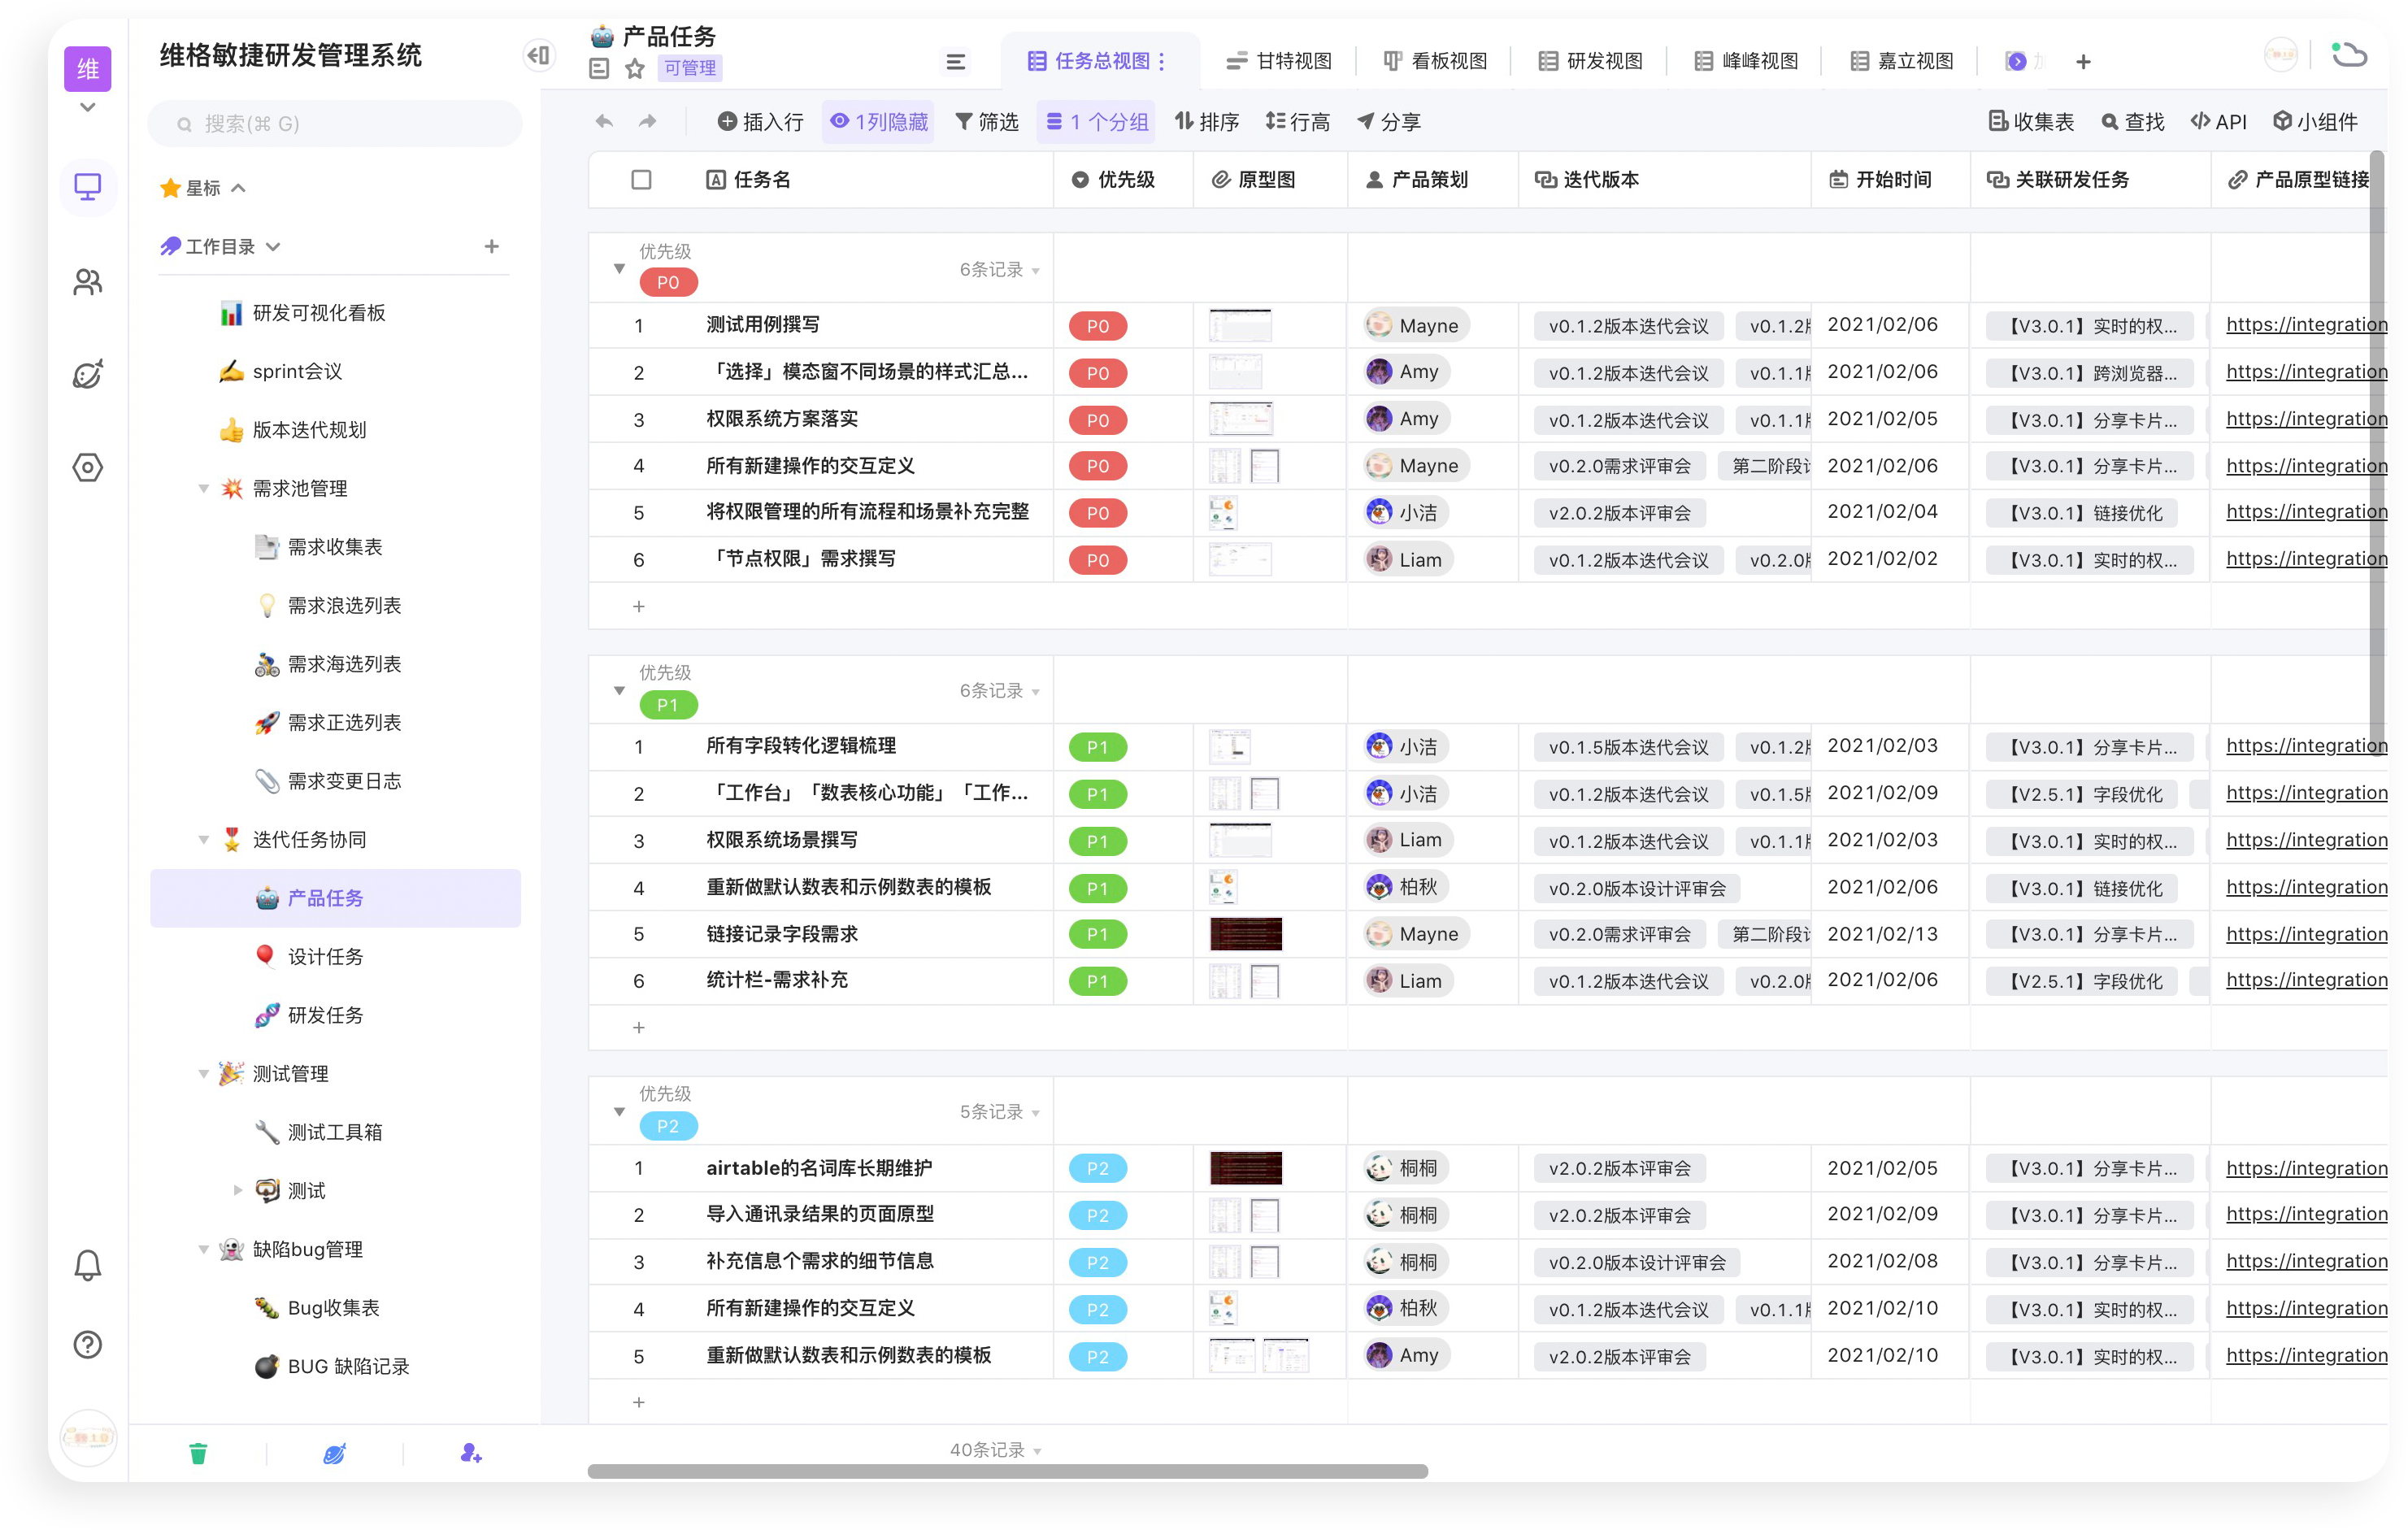 维
维格敏捷研发管理系统
搜索(⌘ G)
星标
工作目录
研发可视化看板
sprint会议
版本迭代规划
需求池管理
需求收集表
需求浪选列表
需求海选列表
需求正选列表
需求变更日志
迭代任务协同
产品任务
设计任务
研发任务
测试管理
测试工具箱
测试
缺陷bug管理
Bug收集表
BUG 缺陷记录
产品任务
可管理
任务总视图 甘特视图 看板视图 研发视图 峰峰视图 嘉立视图
插入行 1列隐藏 筛选 1 个分组 排序 行高 分享 收集表 查找 API 小组件
任务名 优先级 原型图 产品策划 迭代版本 开始时间 关联研发任务 产品原型链接
优先级
P0 6条记录
1 测试用例撰写 P0 Mayne v0.1.2版本迭代会议 v0.1.2 2021/02/06 【V3.0.1】实时的权... https://integration
2 「选择」模态窗不同场景的样式汇总... P0 Amy v0.1.2版本迭代会议 v0.1.1 2021/02/06 【V3.0.1】跨浏览器... https://integration
3 权限系统方案落实 P0 Amy v0.1.2版本迭代会议 v0.1.1 2021/02/05 【V3.0.1】分享卡片... https://integration
4 所有新建操作的交互定义 P0 Mayne v0.2.0需求评审会 第二阶段 2021/02/06 【V3.0.1】分享卡片... https://integration
5 将权限管理的所有流程和场景补充完整 P0 小洁 v2.0.2版本评审会 2021/02/04 【V3.0.1】链接优化 https://integration
6 「节点权限」需求撰写 P0 Liam v0.1.2版本迭代会议 v0.2.0 2021/02/02 【V3.0.1】实时的权... https://integration
优先级
P1 6条记录
1 所有字段转化逻辑梳理 P1 小洁 v0.1.5版本迭代会议 v0.1.2 2021/02/03 【V3.0.1】分享卡片... https://integration
2 「工作台」「数表核心功能」「工作... P1 小洁 v0.1.2版本迭代会议 v0.1.5 2021/02/09 【V2.5.1】字段优化 https://integration
3 权限系统场景撰写 P1 Liam v0.1.2版本迭代会议 v0.1.1 2021/02/03 【V3.0.1】实时的权... https://integration
4 重新做默认数表和示例数表的模板 P1 柏秋 v0.2.0版本设计评审会 2021/02/06 【V3.0.1】链接优化 https://integration
5 链接记录字段需求 P1 Mayne v0.2.0需求评审会 第二阶段 2021/02/13 【V3.0.1】分享卡片... https://integration
6 统计栏-需求补充 P1 Liam v0.1.2版本迭代会议 v0.2.0 2021/02/06 【V2.5.1】字段优化 https://integration
优先级
P2 5条记录
1 airtable的名词库长期维护 P2 桐桐 v2.0.2版本评审会 2021/02/05 【V3.0.1】分享卡片... https://integration
2 导入通讯录结果的页面原型 P2 桐桐 v2.0.2版本评审会 2021/02/09 【V3.0.1】分享卡片... https://integration
3 补充信息个需求的细节信息 P2 桐桐 v0.2.0版本设计评审会 2021/02/08 【V3.0.1】分享卡片... https://integration
4 所有新建操作的交互定义 P2 柏秋 v0.1.2版本迭代会议 v0.1.1 2021/02/10 【V3.0.1】实时的权... https://integration
5 重新做默认数表和示例数表的模板 P2 Amy v2.0.2版本评审会 2021/02/10 【V3.0.1】实时的权... https://integration
40条记录